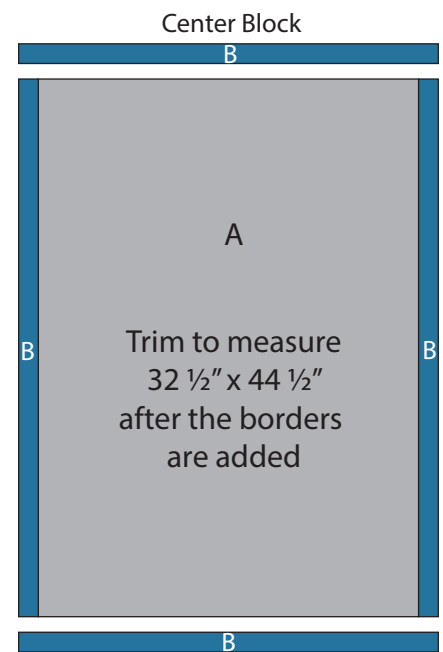 Center Block
B
A
B
B
Trim to measure
32 ½” x 44 ½”
after the borders
are added
B